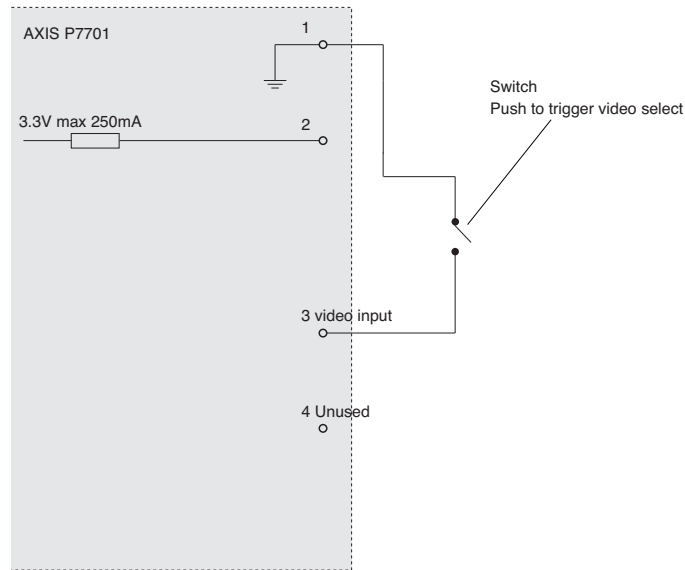 AXIS P7701
1
Switch
Push to trigger video select
3.3V max 250mA
2
3 video input
4 Unused